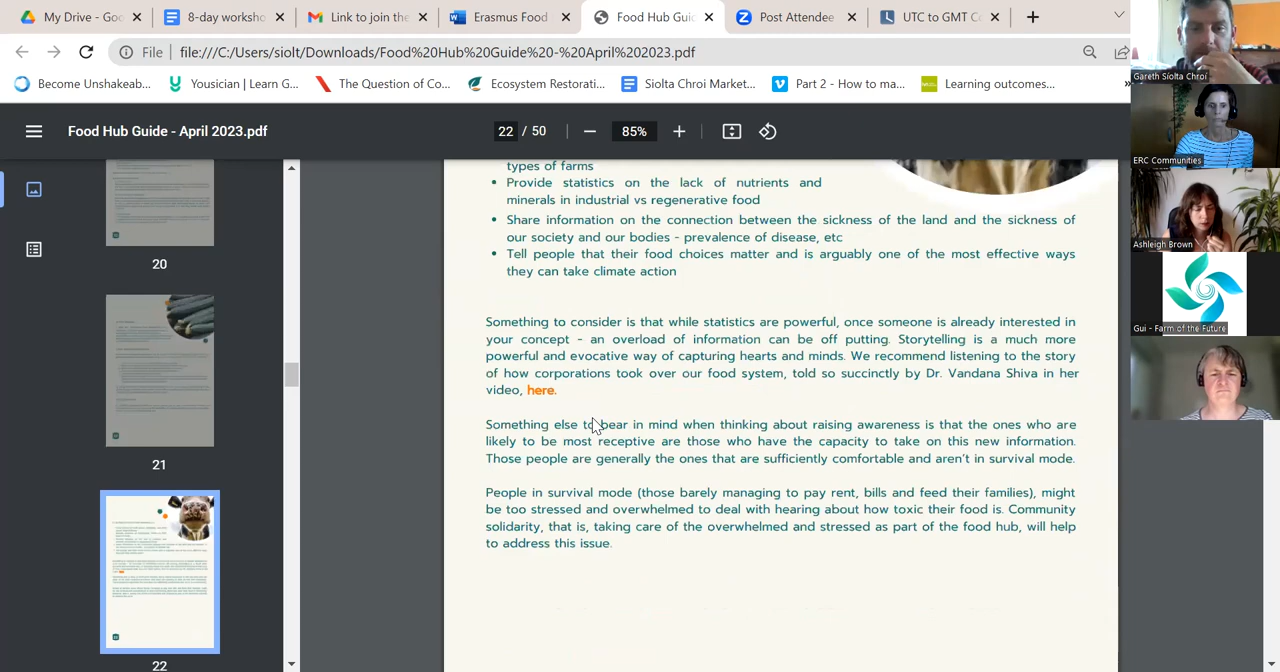 My Drive - Goo
8-day worksho
Link to join the
Erasmus Food
Food Hub Guid
Post Attendee
UTC to GMT Co
File
file:///C:/Users/siolt/Downloads/Food%20Hub%20Guide%20-%20April%202023.pdf
Become Unshakeab...
Yousician | Learn G...
The Question of Co...
Ecosystem Restorati...
Siolta Chroi Market...
Part 2 - How to ma...
Learning outcomes...
»
Food Hub Guide - April 2023.pdf
22 / 50
85%
20
21
22
types of farms
• Provide statistics on the lack of nutrients and
minerals in industrial vs regenerative food
• Share information on the connection between the sickness of the land and the sickness of
our society and our bodies - prevalence of disease, etc
• Tell people that their food choices matter and is arguably one of the most effective ways
they can take climate action
Something to consider is that while statistics are powerful, once someone is already interested in
your concept - an overload of information can be off putting. Storytelling is a much more
powerful and evocative way of capturing hearts and minds. We recommend listening to the story
of how corporations took over our food system, told so succinctly by Dr. Vandana Shiva in her
video, here.
Something else to bear in mind when thinking about raising awareness is that the ones who are
likely to be most receptive are those who have the capacity to take on this new information.
Those people are generally the ones that are sufficiently comfortable and aren't in survival mode.
People in survival mode (those barely managing to pay rent, bills and feed their families), might
be too stressed and overwhelmed to deal with hearing about how toxic their food is. Community
solidarity, that is, taking care of the overwhelmed and stressed as part of the food hub, will help
to address this issue.
Gareth Síolta Chroí
ERC Communities
Ashleigh Brown
Gui - Farm of the Future